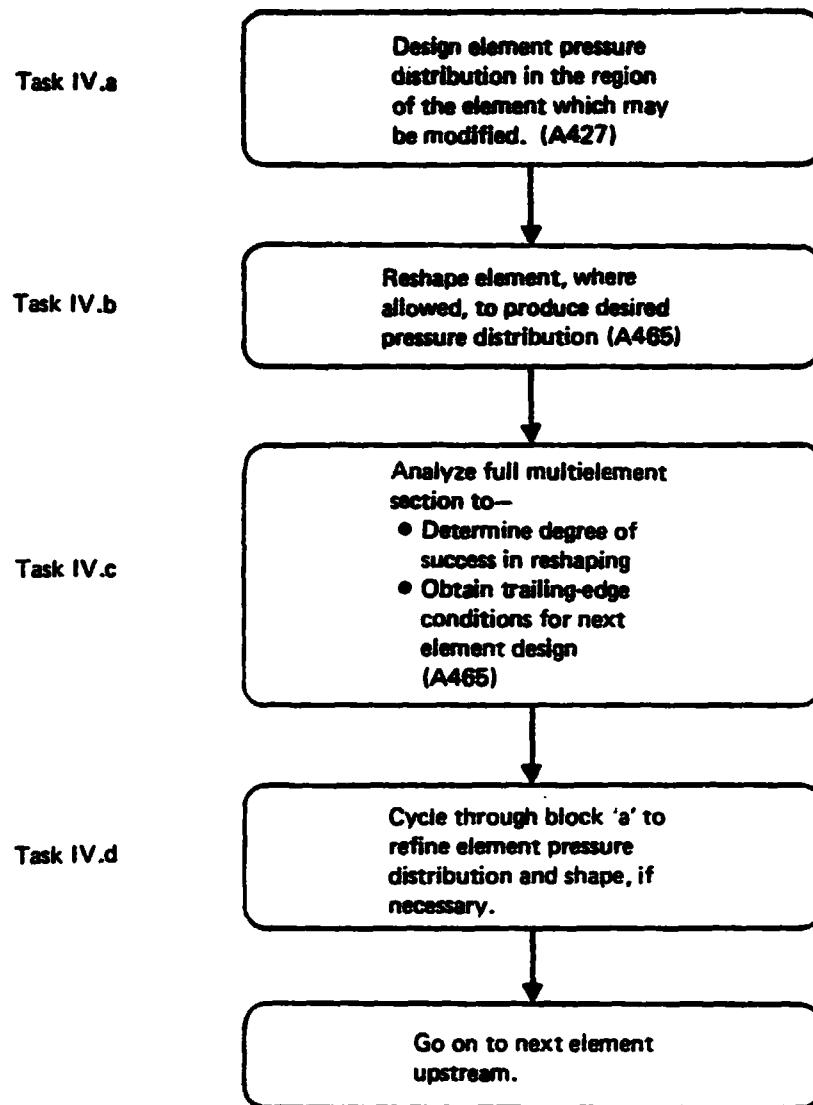 Task IV.a
Design element pressure
distribution in the region
of the element which may
be modified. (A427)
Task IV.b
Reshape element, where
allowed, to produce desired
pressure distribution (A465)
Task IV.c
Analyze full multielement
section to—
● Determine degree of
success in reshaping
● Obtain trailing-edge
conditions for next
element design
(A465)
Task IV.d
Cycle through block 'a' to
refine element pressure
distribution and shape, if
necessary.
Go on to next element
upstream.